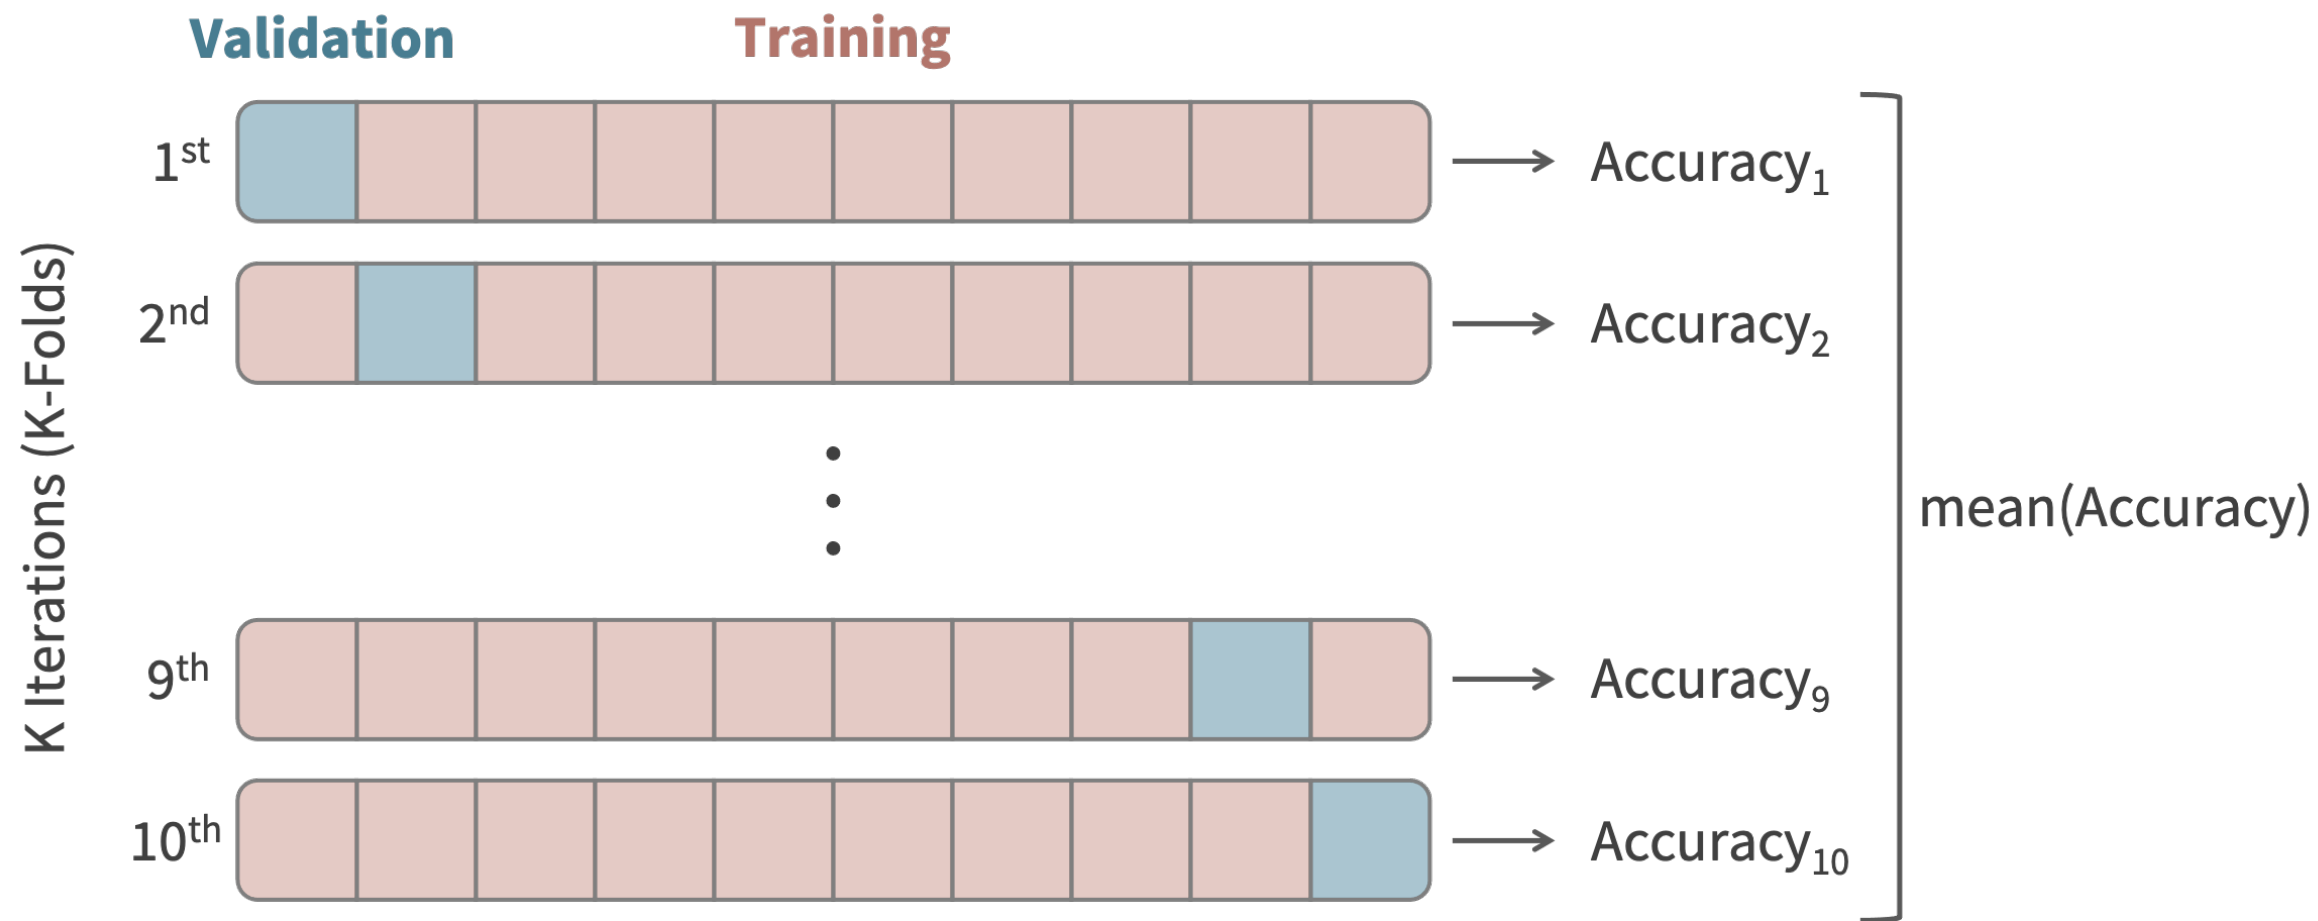 Validation
Training
K Iterations (K-Folds)
1st
Accuracy1
2nd
Accuracy2
9th
Accuracy9
10th
Accuracy10
mean(Accuracy)